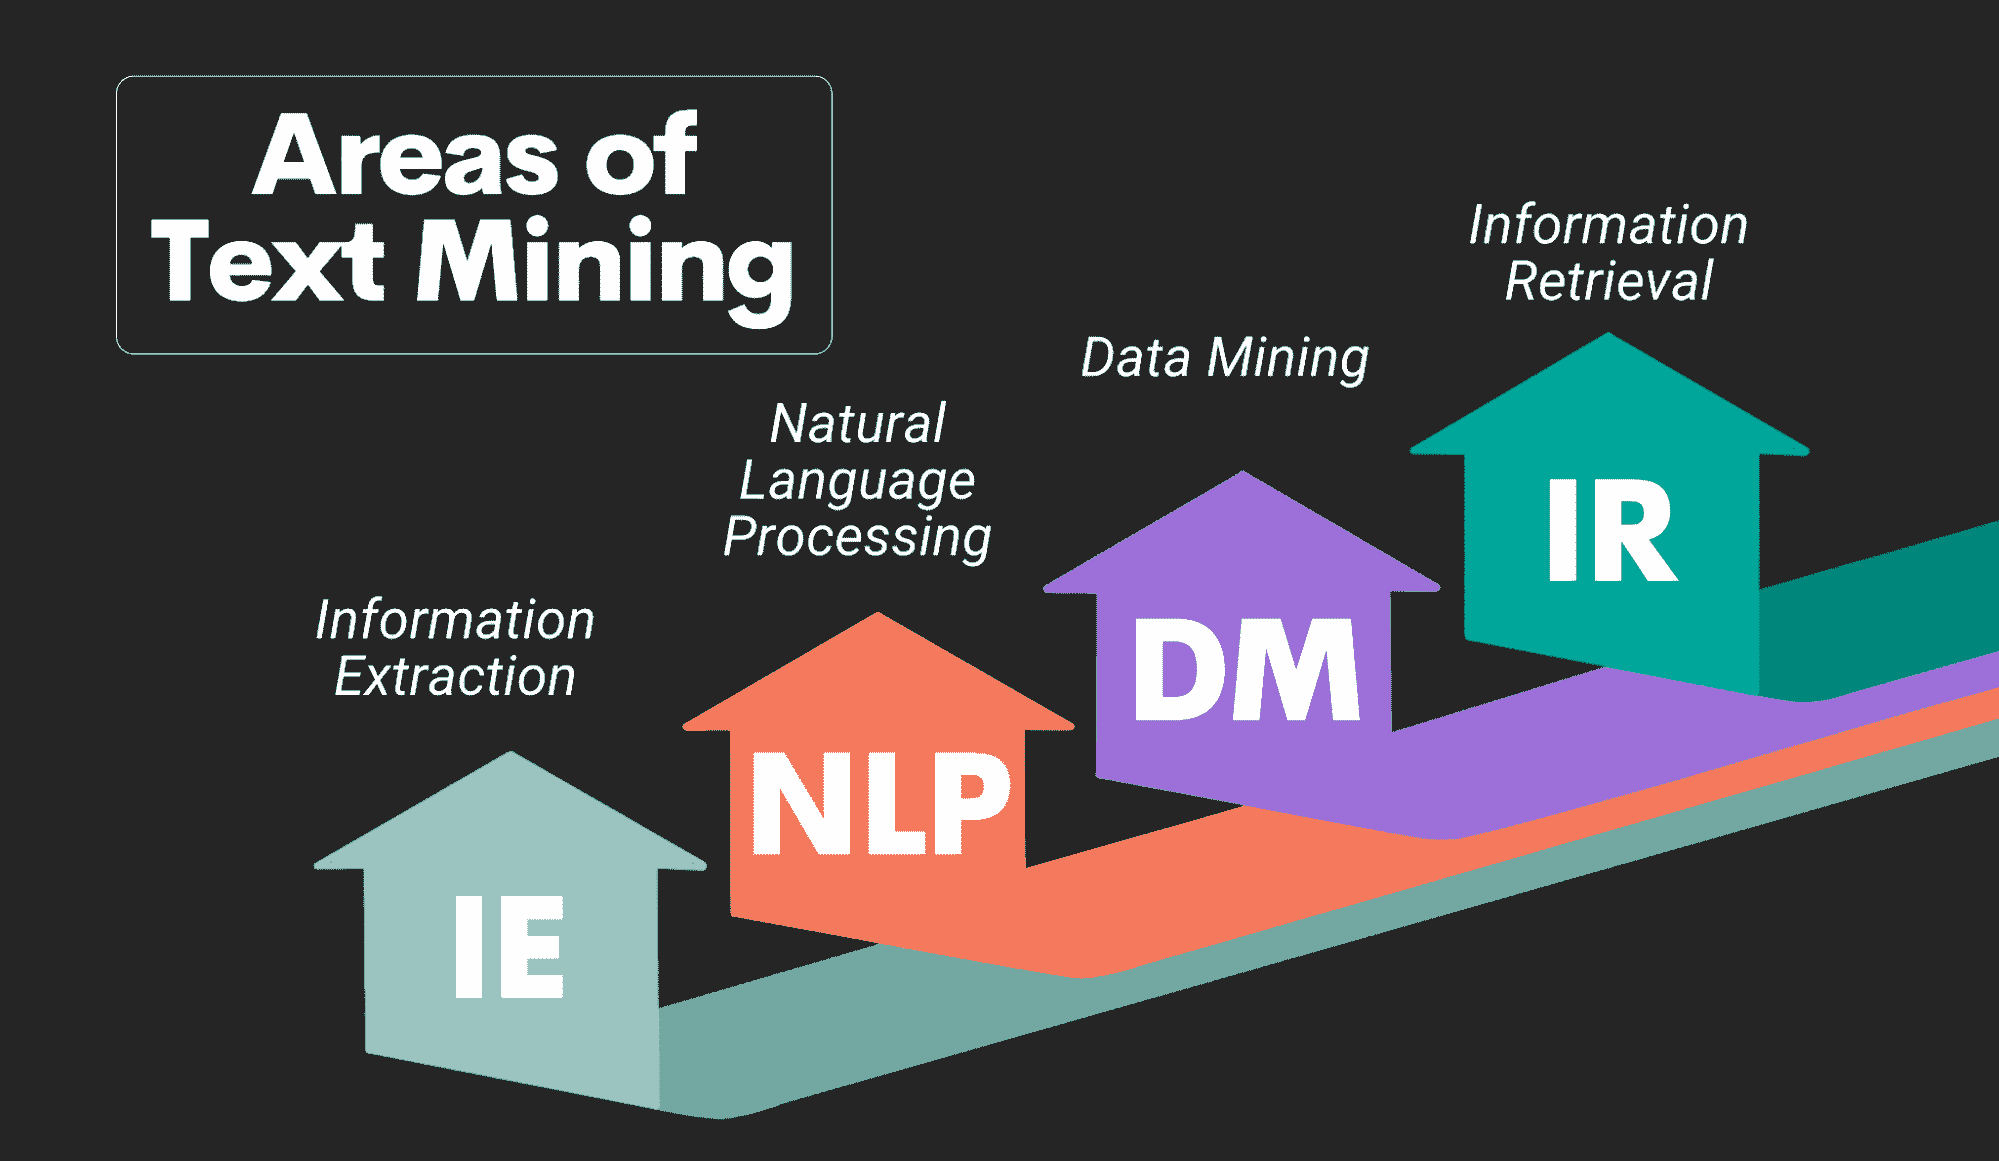 Areas of
Text Mining
Information
Extraction
IE
Natural
Language
Processing
NLP
Data Mining
DM
Information
Retrieval
IR